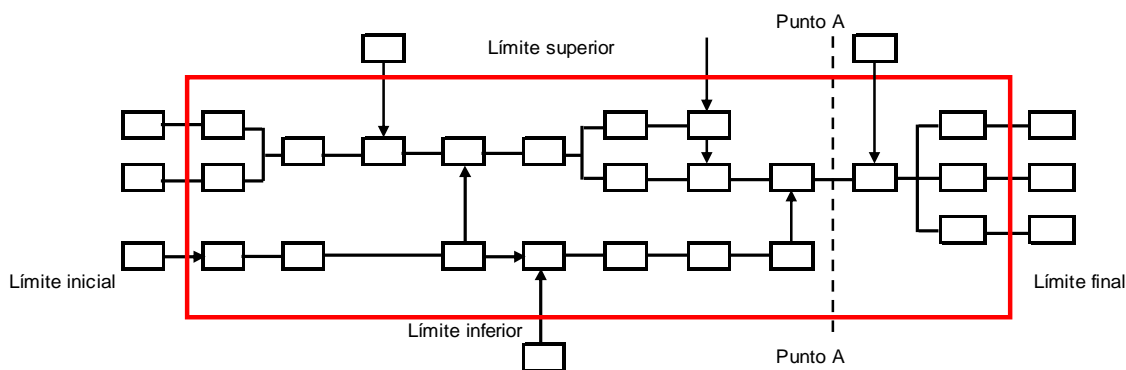 Punto A
Límite superior
Límite inicial
Límite final
Límite inferior
Punto A